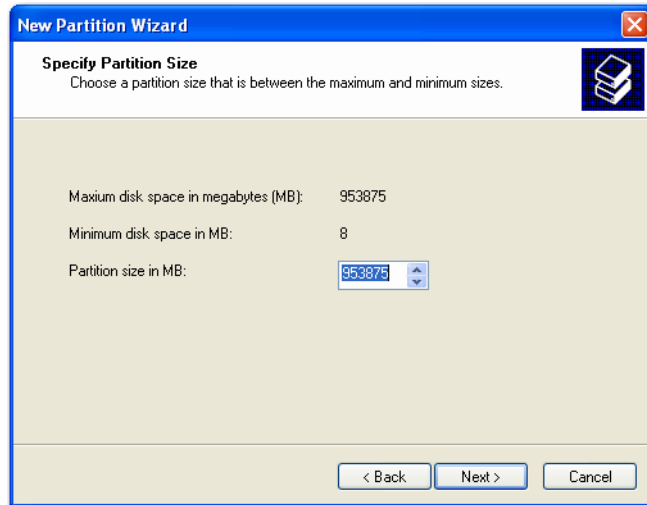 New Partition Wizard
Specify Partition Size
Choose a partition size that is between the maximum and minimum sizes.
Maxium disk space in megabytes (MB): 953875
Minimum disk space in MB: 8
Partition size in MB: 953875
< Back Next > Cancel